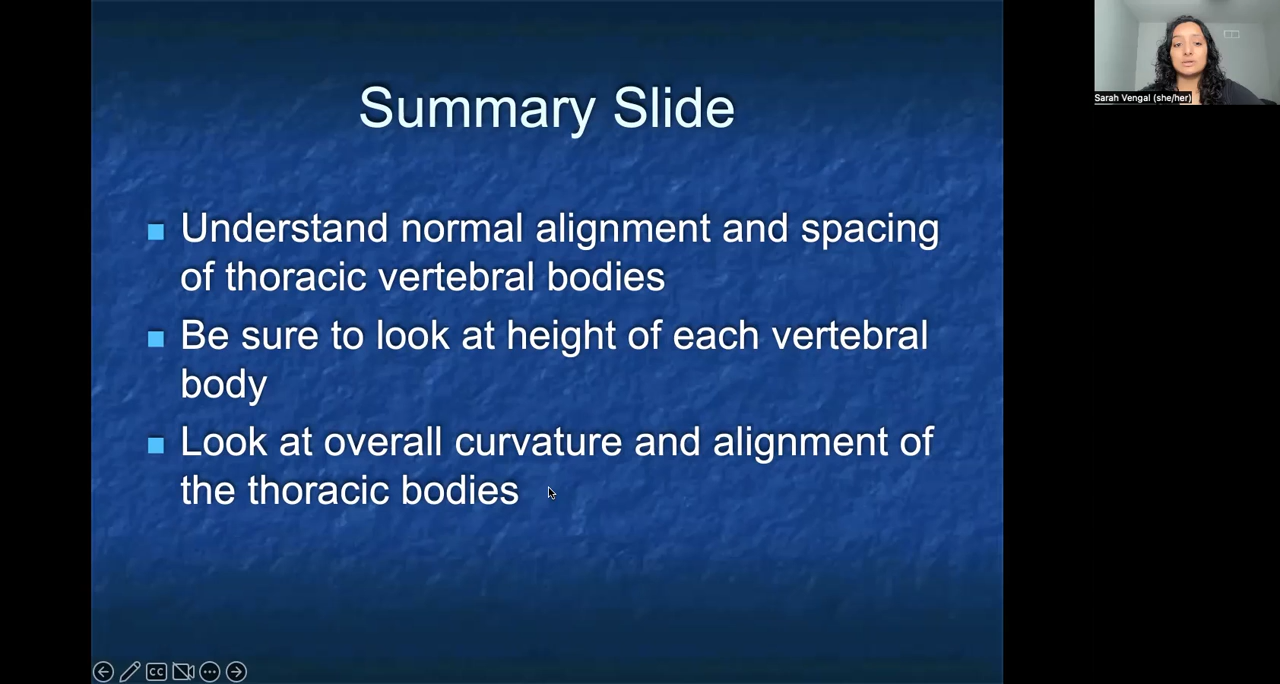 Summary Slide
Understand normal alignment and spacing
of thoracic vertebral bodies
Be sure to look at height of each vertebral
body
Look at overall curvature and alignment of
the thoracic bodies
Sarah Vengal (she/her)
CC